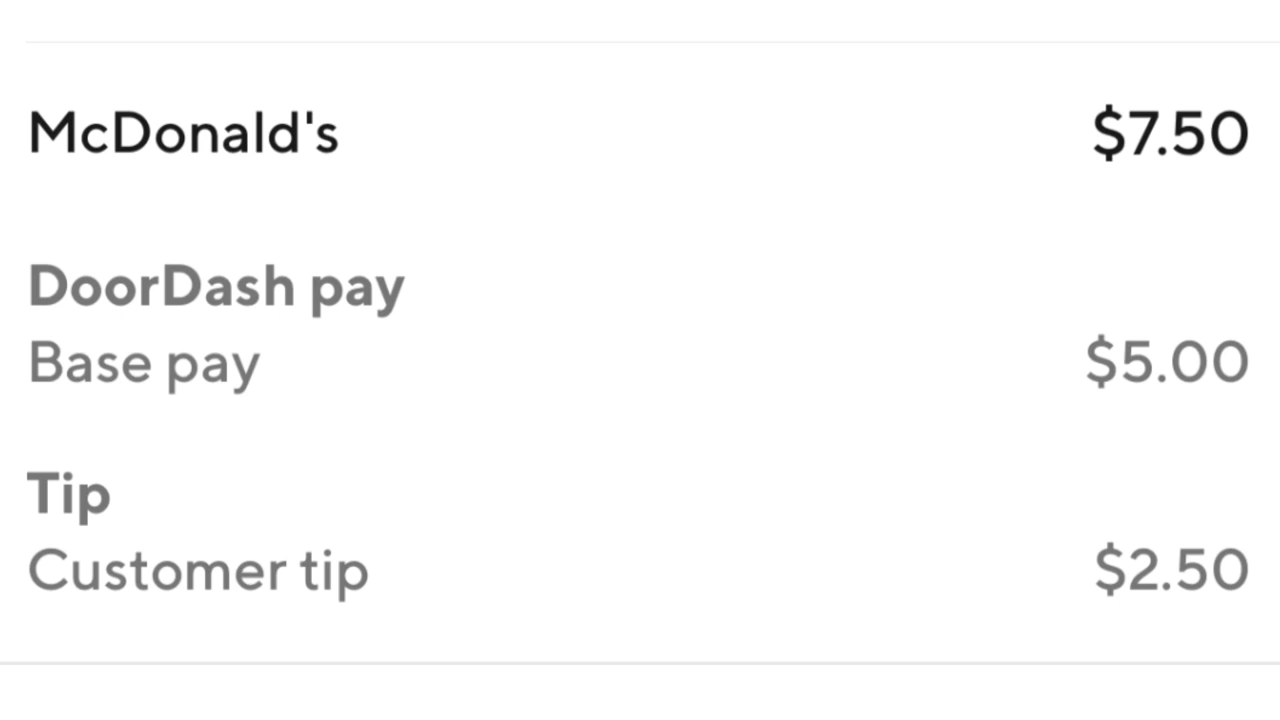 McDonald's $7.50
DoorDash pay
Base pay $5.00
Tip
Customer tip $2.50